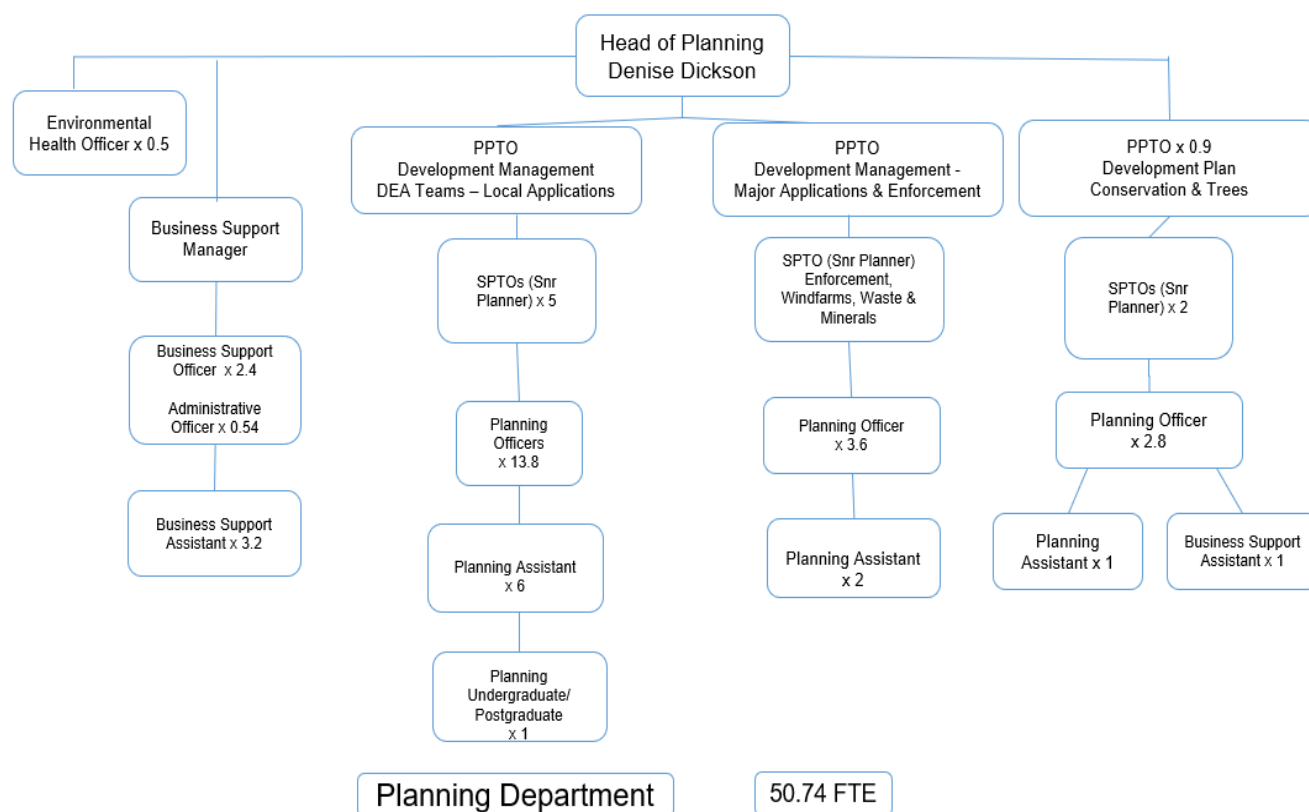 Head of Planning
Denise Dickson
Environmental
Health Officer x 0.5
Business Support
Manager
Business Support
Officer x 2.4
Administrative
Officer x 0.54
Business Support
Assistant x 3.2
PPTO
Development Management
DEA Teams – Local Applications
SPTOs (Snr
Planner) x 5
Planning
Officers
x 13.8
Planning Assistant
x 6
Planning
Undergraduate/
Postgraduate
x 1
PPTO
Development Management -
Major Applications & Enforcement
SPTO (Snr Planner)
Enforcement,
Windfarms, Waste &
Minerals
Planning Officer
x 3.6
Planning Assistant
x 2
PPTO x 0.9
Development Plan
Conservation & Trees
SPTOs (Snr
Planner) x 2
Planning Officer
x 2.8
Planning
Assistant x 1
Business Support
Assistant x 1
Planning Department
50.74 FTE